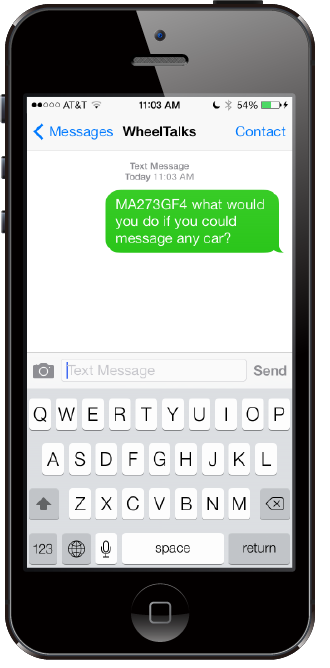 AT&T 11:03 AM 54%
Messages WheelTalks Contact
Text Message
Today 11:03 AM
MA273GF4 what would
you do if you could
message any car?
Text Message Send
Q W E R T Y U I O P
A S D F G H J K L
Z X C V B N M
123 space return